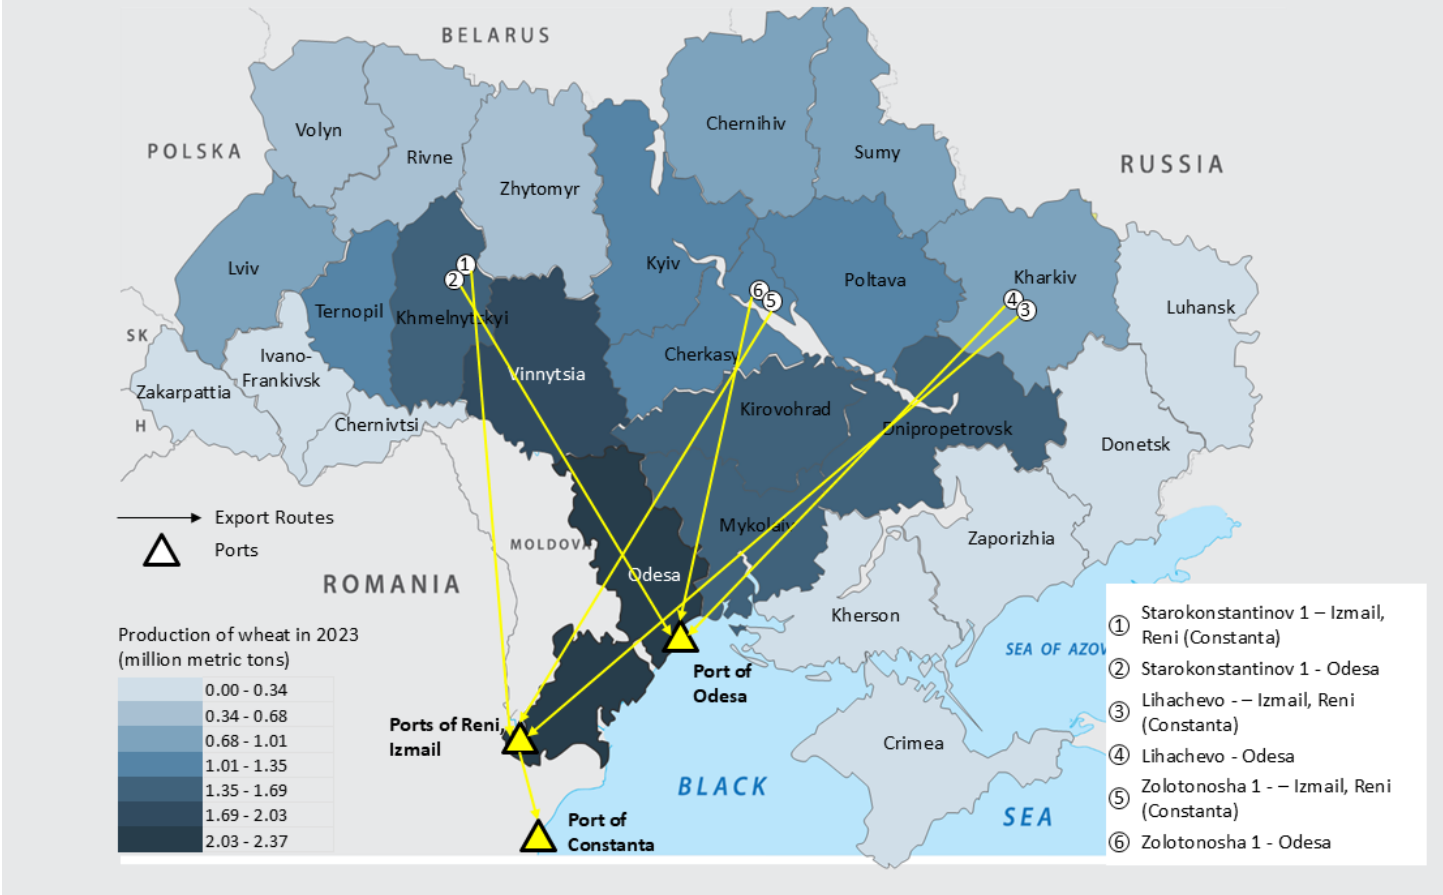 BELARUS
Chernihiv
Volyn
POLSKA
Rivne
Sumy
RUSSIA
Zhytomyr
Lviv
1
2
Kyiv
6
5
Poltava
Kharkiv
4
3
Luhansk
Ternopil
Khmelnytskyi
SK
Ivano-
Frankivsk
Cherkasy
Vinnytsia
Zakarpattia
Kirovohrad
H
Chernivtsi
Dnipropetrovsk
Donetsk
Export Routes
Mykolaiv
Zaporizhia
MOLDOVA
Ports
ROMANIA
Odesa
Kherson
Production of wheat in 2023
(million metric tons)
0.00 - 0.34
0.34 - 0.68
0.68 - 1.01
1.01 - 1.35
1.35 - 1.69
1.69 - 2.03
2.03 - 2.37
SEA OF AZOV
Port of
Odesa
Ports of Reni,
Izmail
Crimea
BLACK
SEA
Port of
Constanta
1 Starokonstantinov 1 – Izmail,
Reni (Constanta)
2 Starokonstantinov 1 - Odesa
3 Lihachevo - – Izmail, Reni
(Constanta)
4 Lihachevo - Odesa
5 Zolotonosha 1 - – Izmail, Reni
(Constanta)
6 Zolotonosha 1 - Odesa